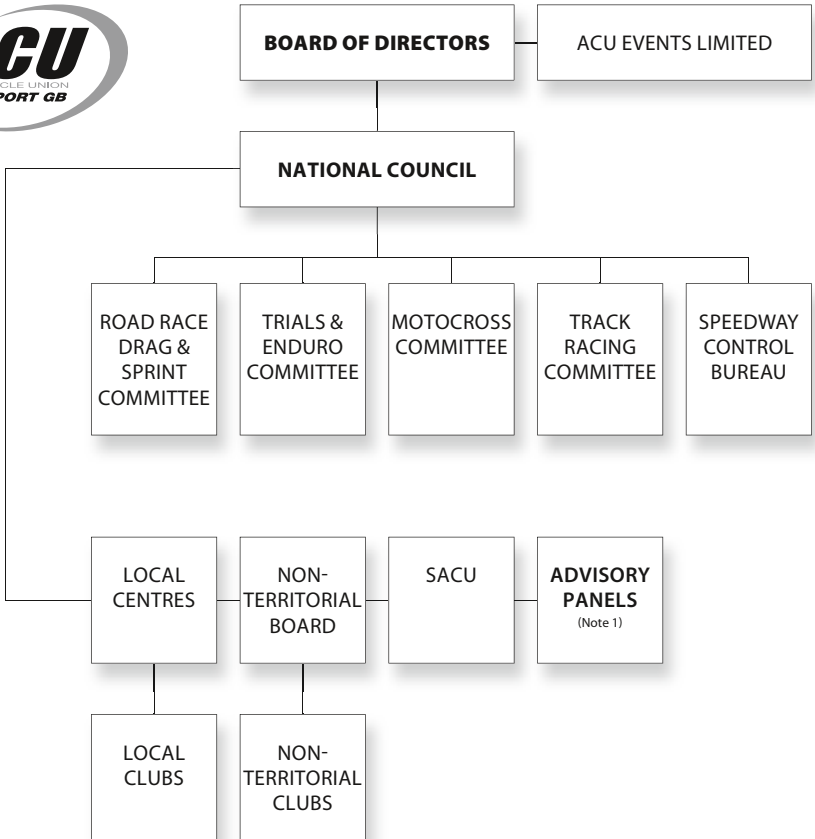 CU
CLE UNION
PORT GB
BOARD OF DIRECTORS
ACU EVENTS LIMITED
NATIONAL COUNCIL
ROAD RACE
DRAG &
SPRINT
COMMITTEE
TRIALS &
ENDURO
COMMITTEE
MOTOCROSS
COMMITTEE
TRACK
RACING
COMMITTEE
SPEEDWAY
CONTROL
BUREAU
LOCAL
CENTRES
NON-
TERRITORIAL
BOARD
SACU
ADVISORY
PANELS
(Note 1)
LOCAL
CLUBS
NON-
TERRITORIAL
CLUBS